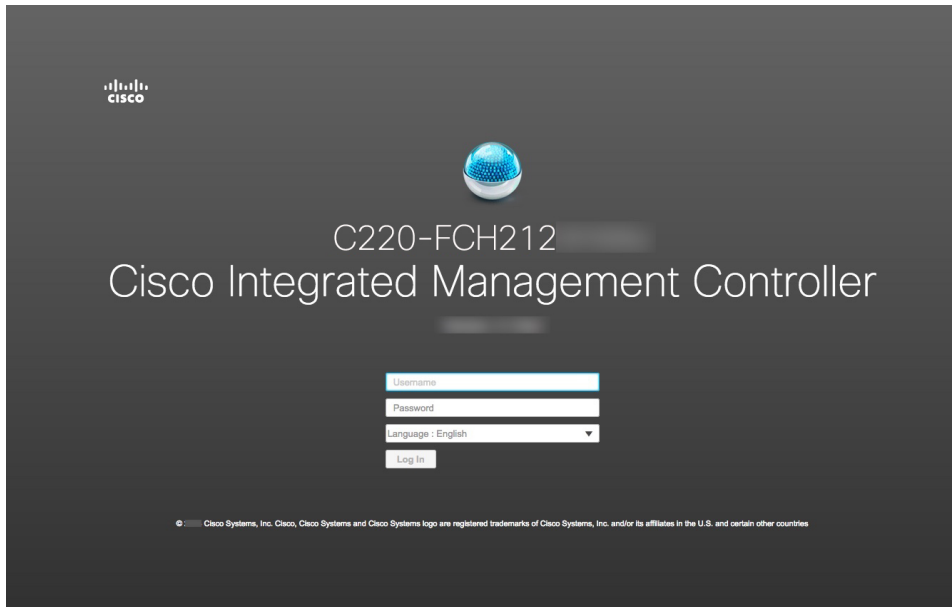 CISCO
C220-FCH212
Cisco Integrated Management Controller
Username
Password
Language : English
Log In
© Cisco Systems, Inc. Cisco, Cisco Systems and Cisco Systems logo are registered trademarks of Cisco Systems, Inc. and/or its affiliates in the U.S. and certain other countries